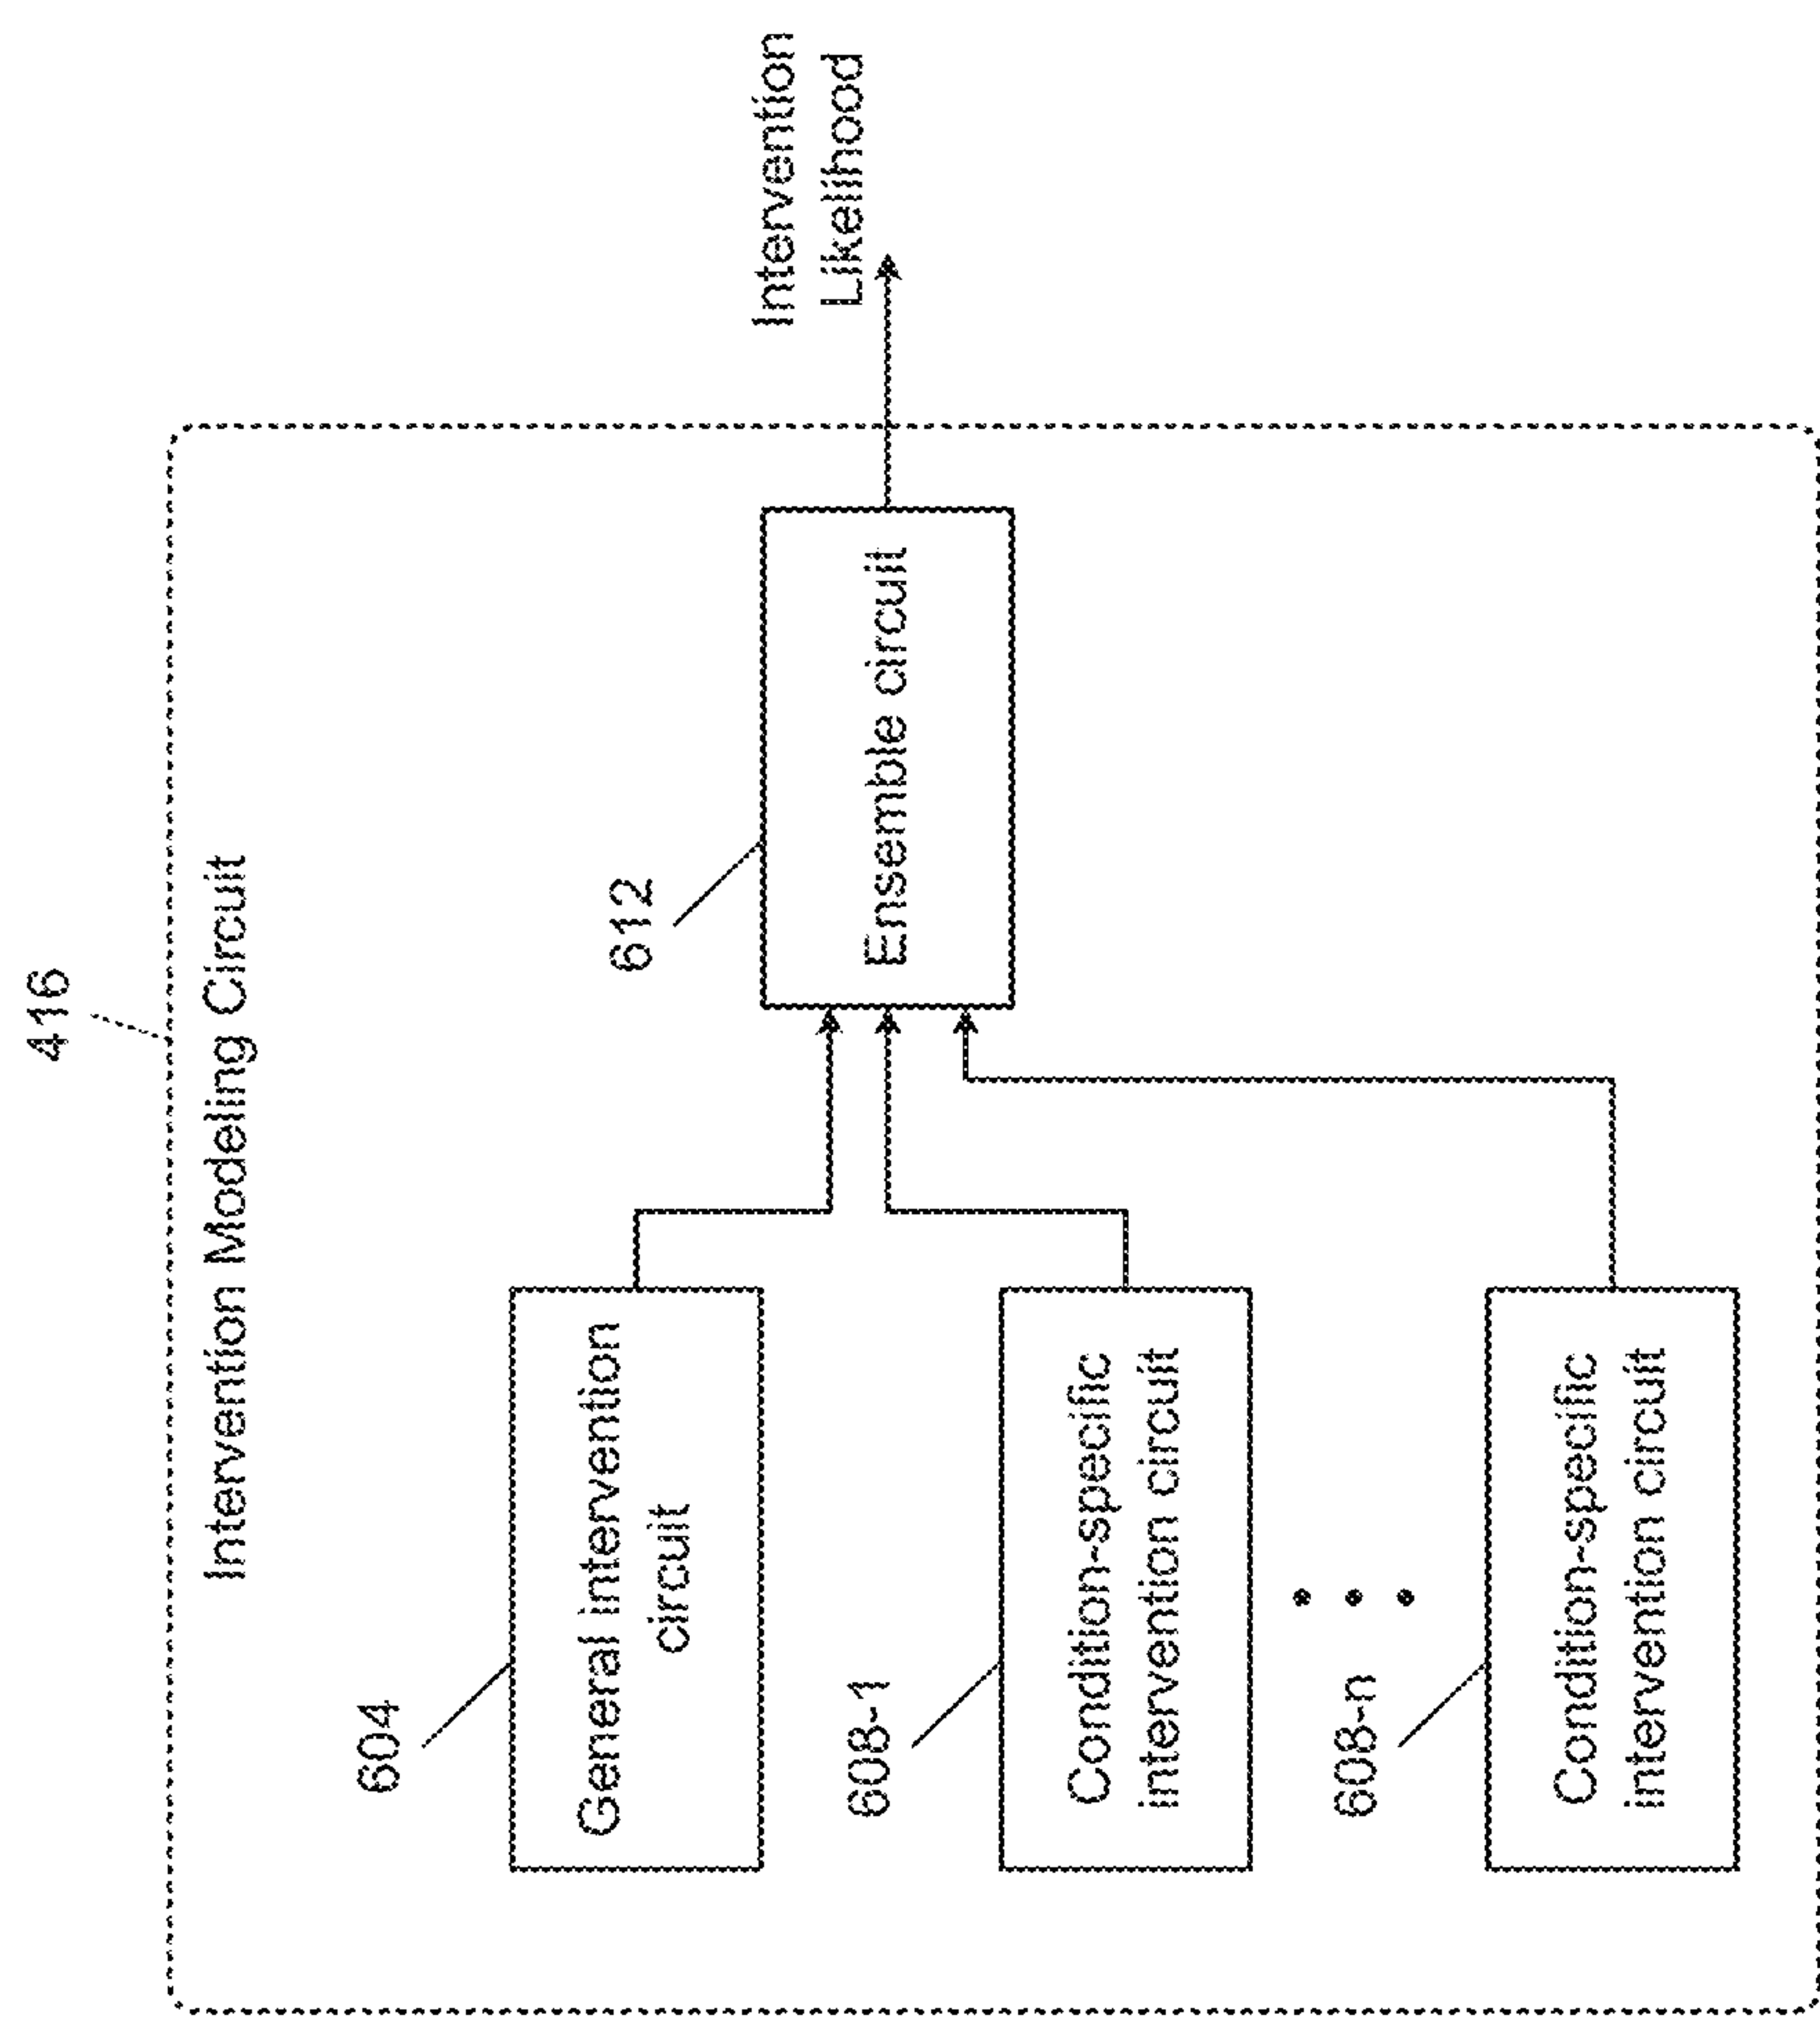 416
Intervention Modeling Circuit
604
General intervention
circuit
608-1
Condition-specific
intervention circuit
608-n
Condition-specific
intervention circuit
612
Ensemble circuit
Intervention
Likelihood